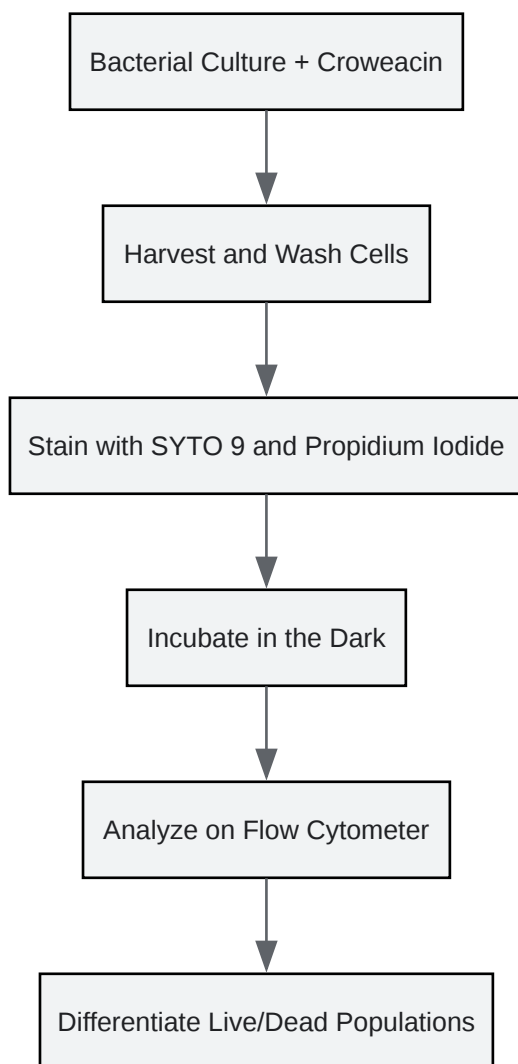 Bacterial Culture + Croweacin
Harvest and Wash Cells
Stain with SYTO 9 and Propidium Iodide
Incubate in the Dark
Analyze on Flow Cytometer
Differentiate Live/Dead Populations